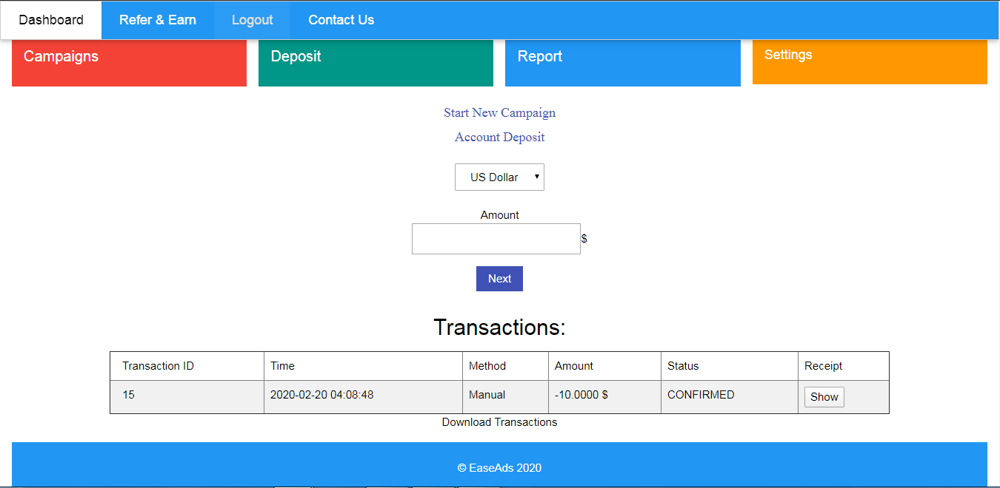 Dashboard Refer & Earn Logout Contact Us
Campaigns Deposit Report Settings
Start New Campaign
Account Deposit
US Dollar
Amount
$
Next
Transactions:
Transaction ID Time Method Amount Status Receipt
15 2020-02-20 04:08:48 Manual -10.0000 $ CONFIRMED Show
Download Transactions
© EaseAds 2020